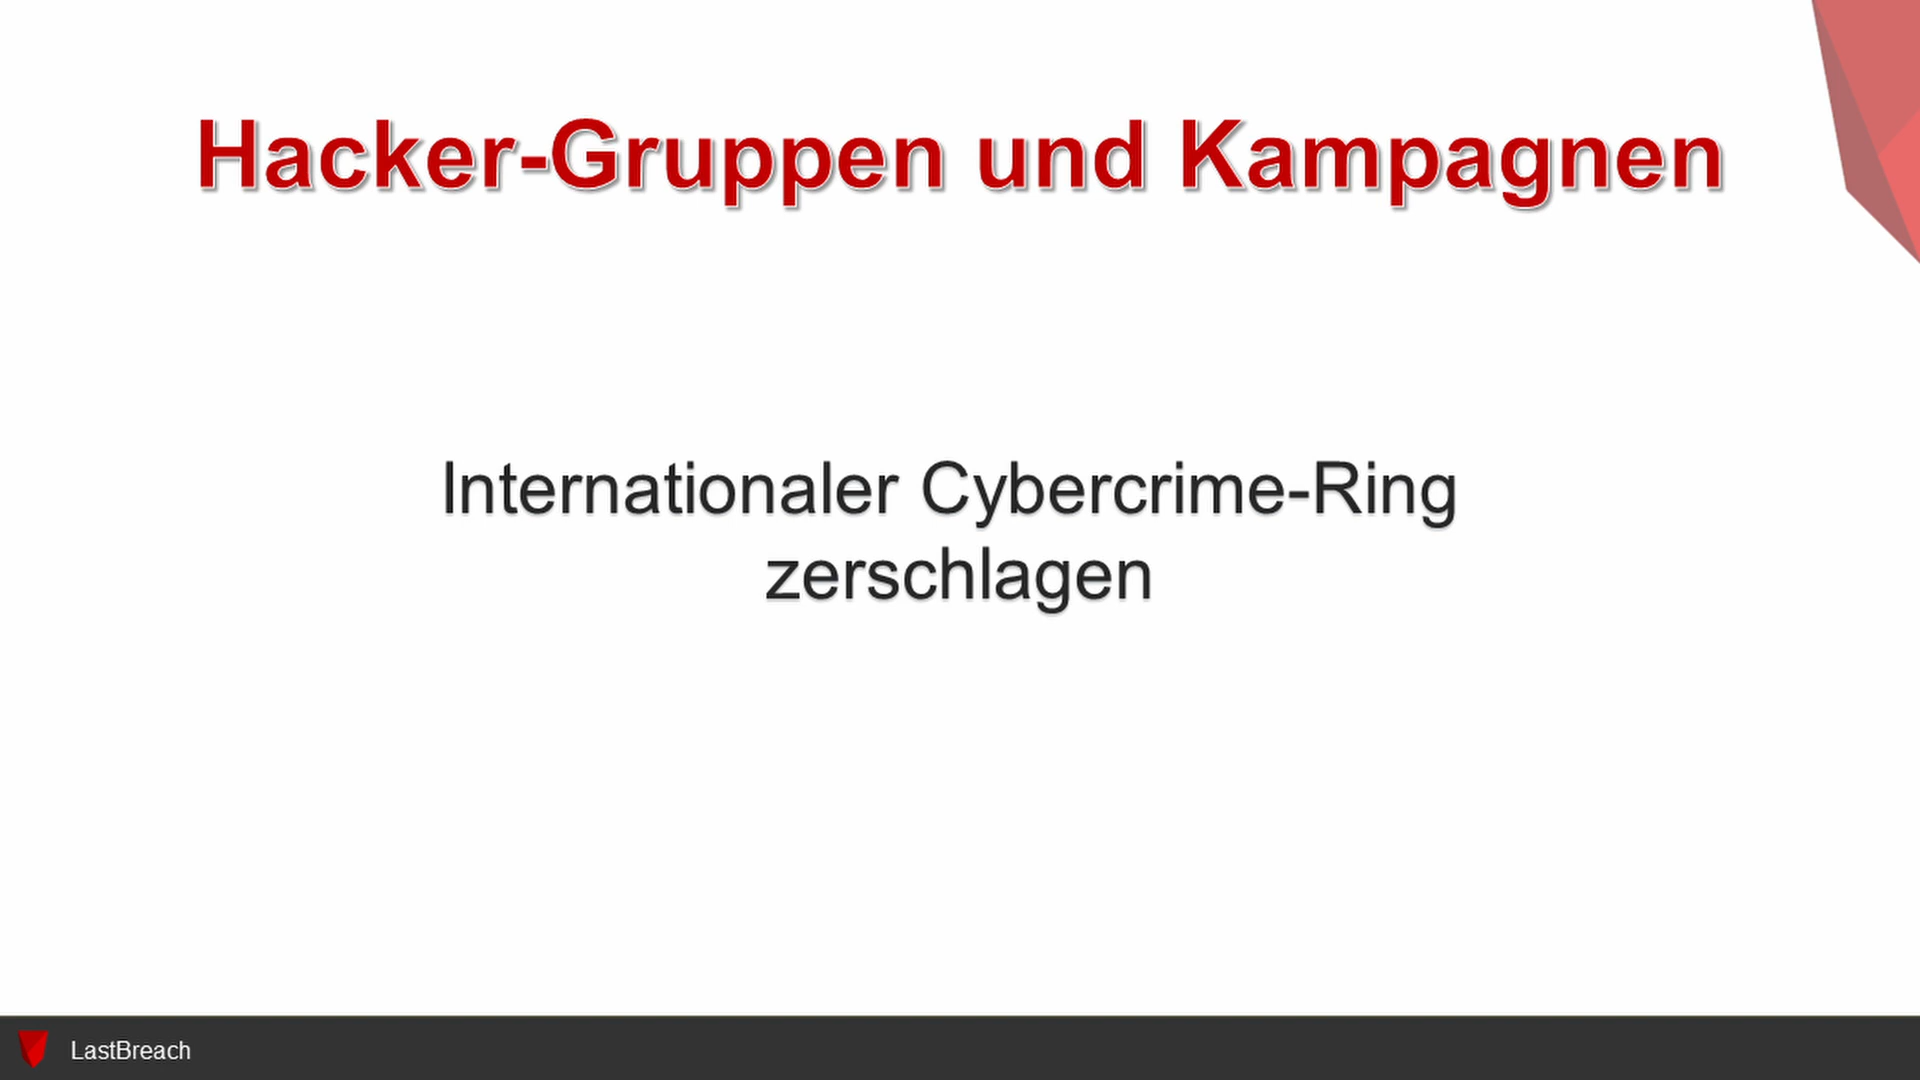 Hacker-Gruppen und Kampagnen
Internationaler Cybercrime-Ring
zerschlagen
LastBreach